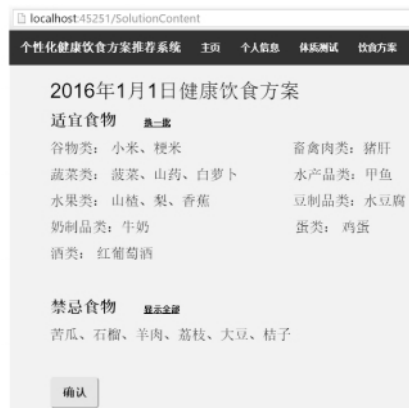 localhost:45251/SolutionContent
个性化健康饮食方案推荐系统 主页 个人信息 体质测试 饮食方案
2016年1月1日健康饮食方案
适宜食物 换一批
谷物类： 小米、粳米 畜禽肉类：猪肝
蔬菜类： 菠菜、山药、白萝卜 水产品类：甲鱼
水果类： 山楂、梨、香蕉 豆制品类：水豆腐
奶制品类：牛奶 蛋类： 鸡蛋
酒类： 红葡萄酒
禁忌食物 显示全部
苦瓜、石榴、羊肉、荔枝、大豆、桔子
确认